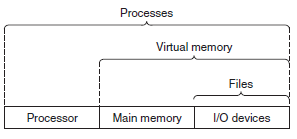 Processes
Virtual memory
Files
Processor Main memory I/O devices